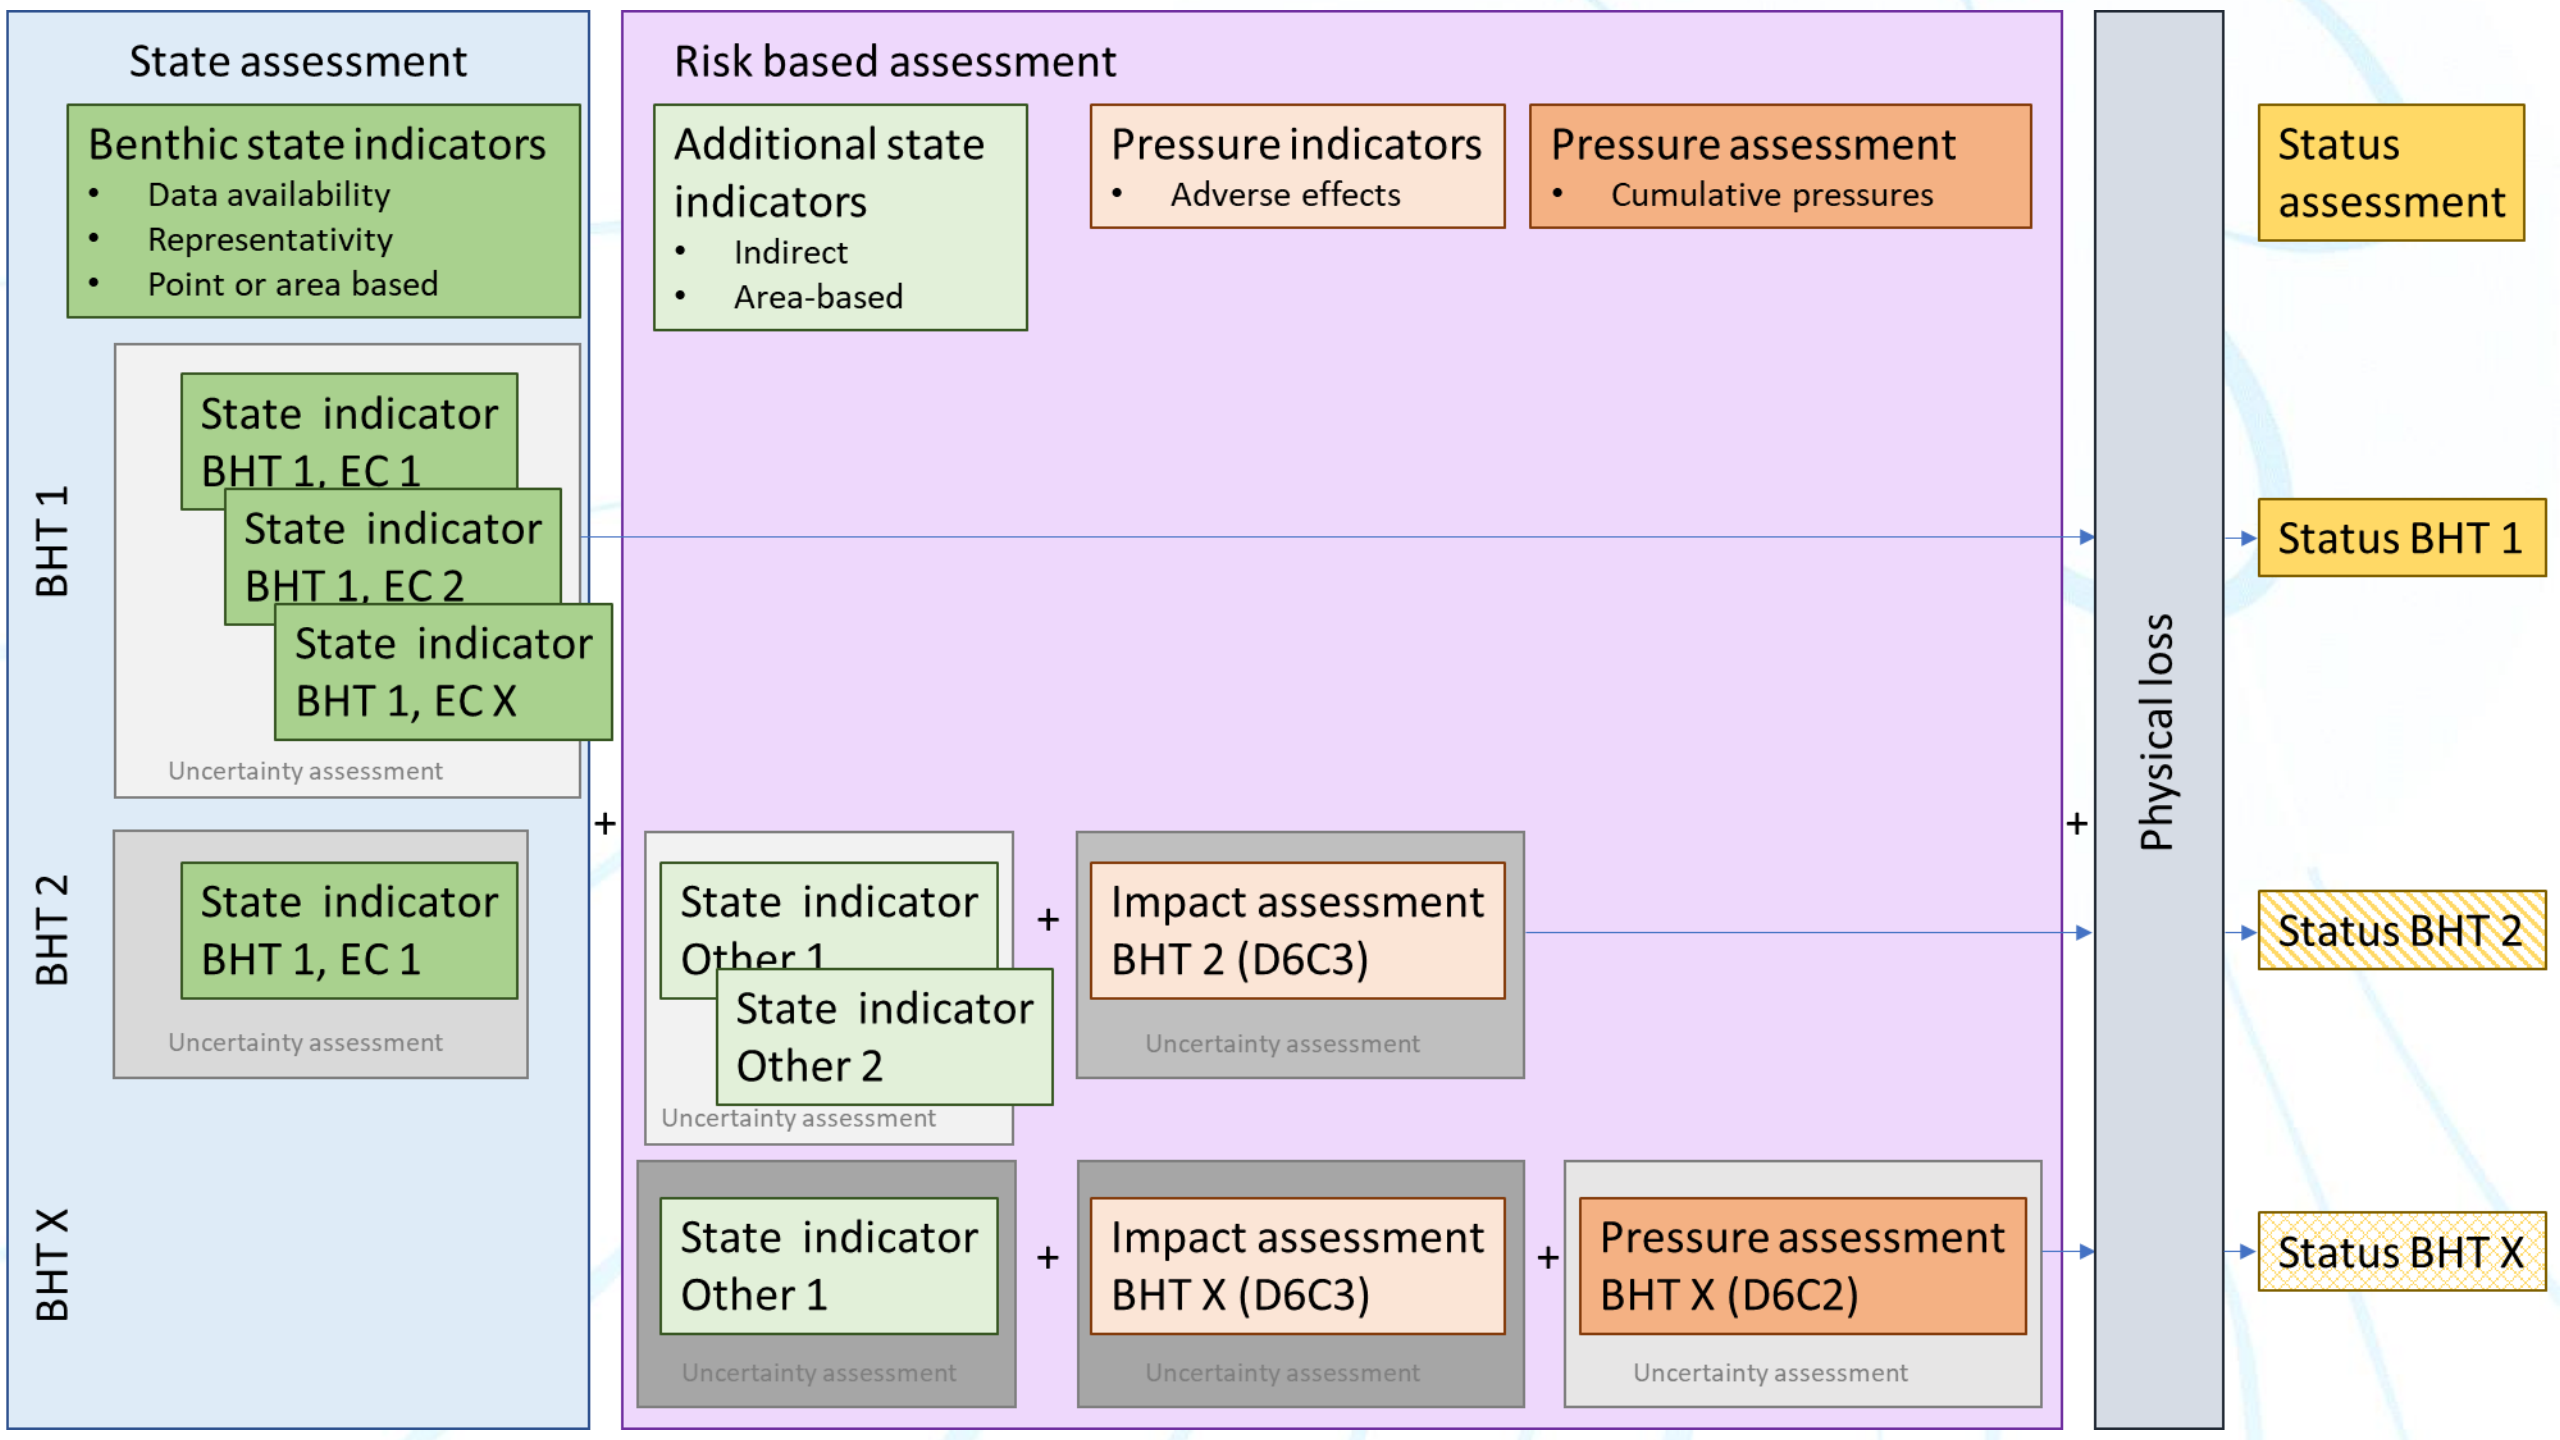 State assessment
Benthic state indicators
• Data availability
• Representativity
• Point or area based
Risk based assessment
Additional state
indicators
• Indirect
• Area-based
Pressure indicators
• Adverse effects
Pressure assessment
• Cumulative pressures
Status
assessment
BHT 1
State indicator
BHT 1, EC 1
State indicator
BHT 1, EC 2
State indicator
BHT 1, EC X
Uncertainty assessment
Status BHT 1
+
+
Physical loss
BHT 2
State indicator
BHT 1, EC 1
Uncertainty assessment
State indicator
Other 1
State indicator
Other 2
Uncertainty assessment
+
Impact assessment
BHT 2 (D6C3)
Uncertainty assessment
Status BHT 2
BHT X
State indicator
Other 1
Uncertainty assessment
+
Impact assessment
BHT X (D6C3)
Uncertainty assessment
+
Pressure assessment
BHT X (D6C2)
Uncertainty assessment
Status BHT X